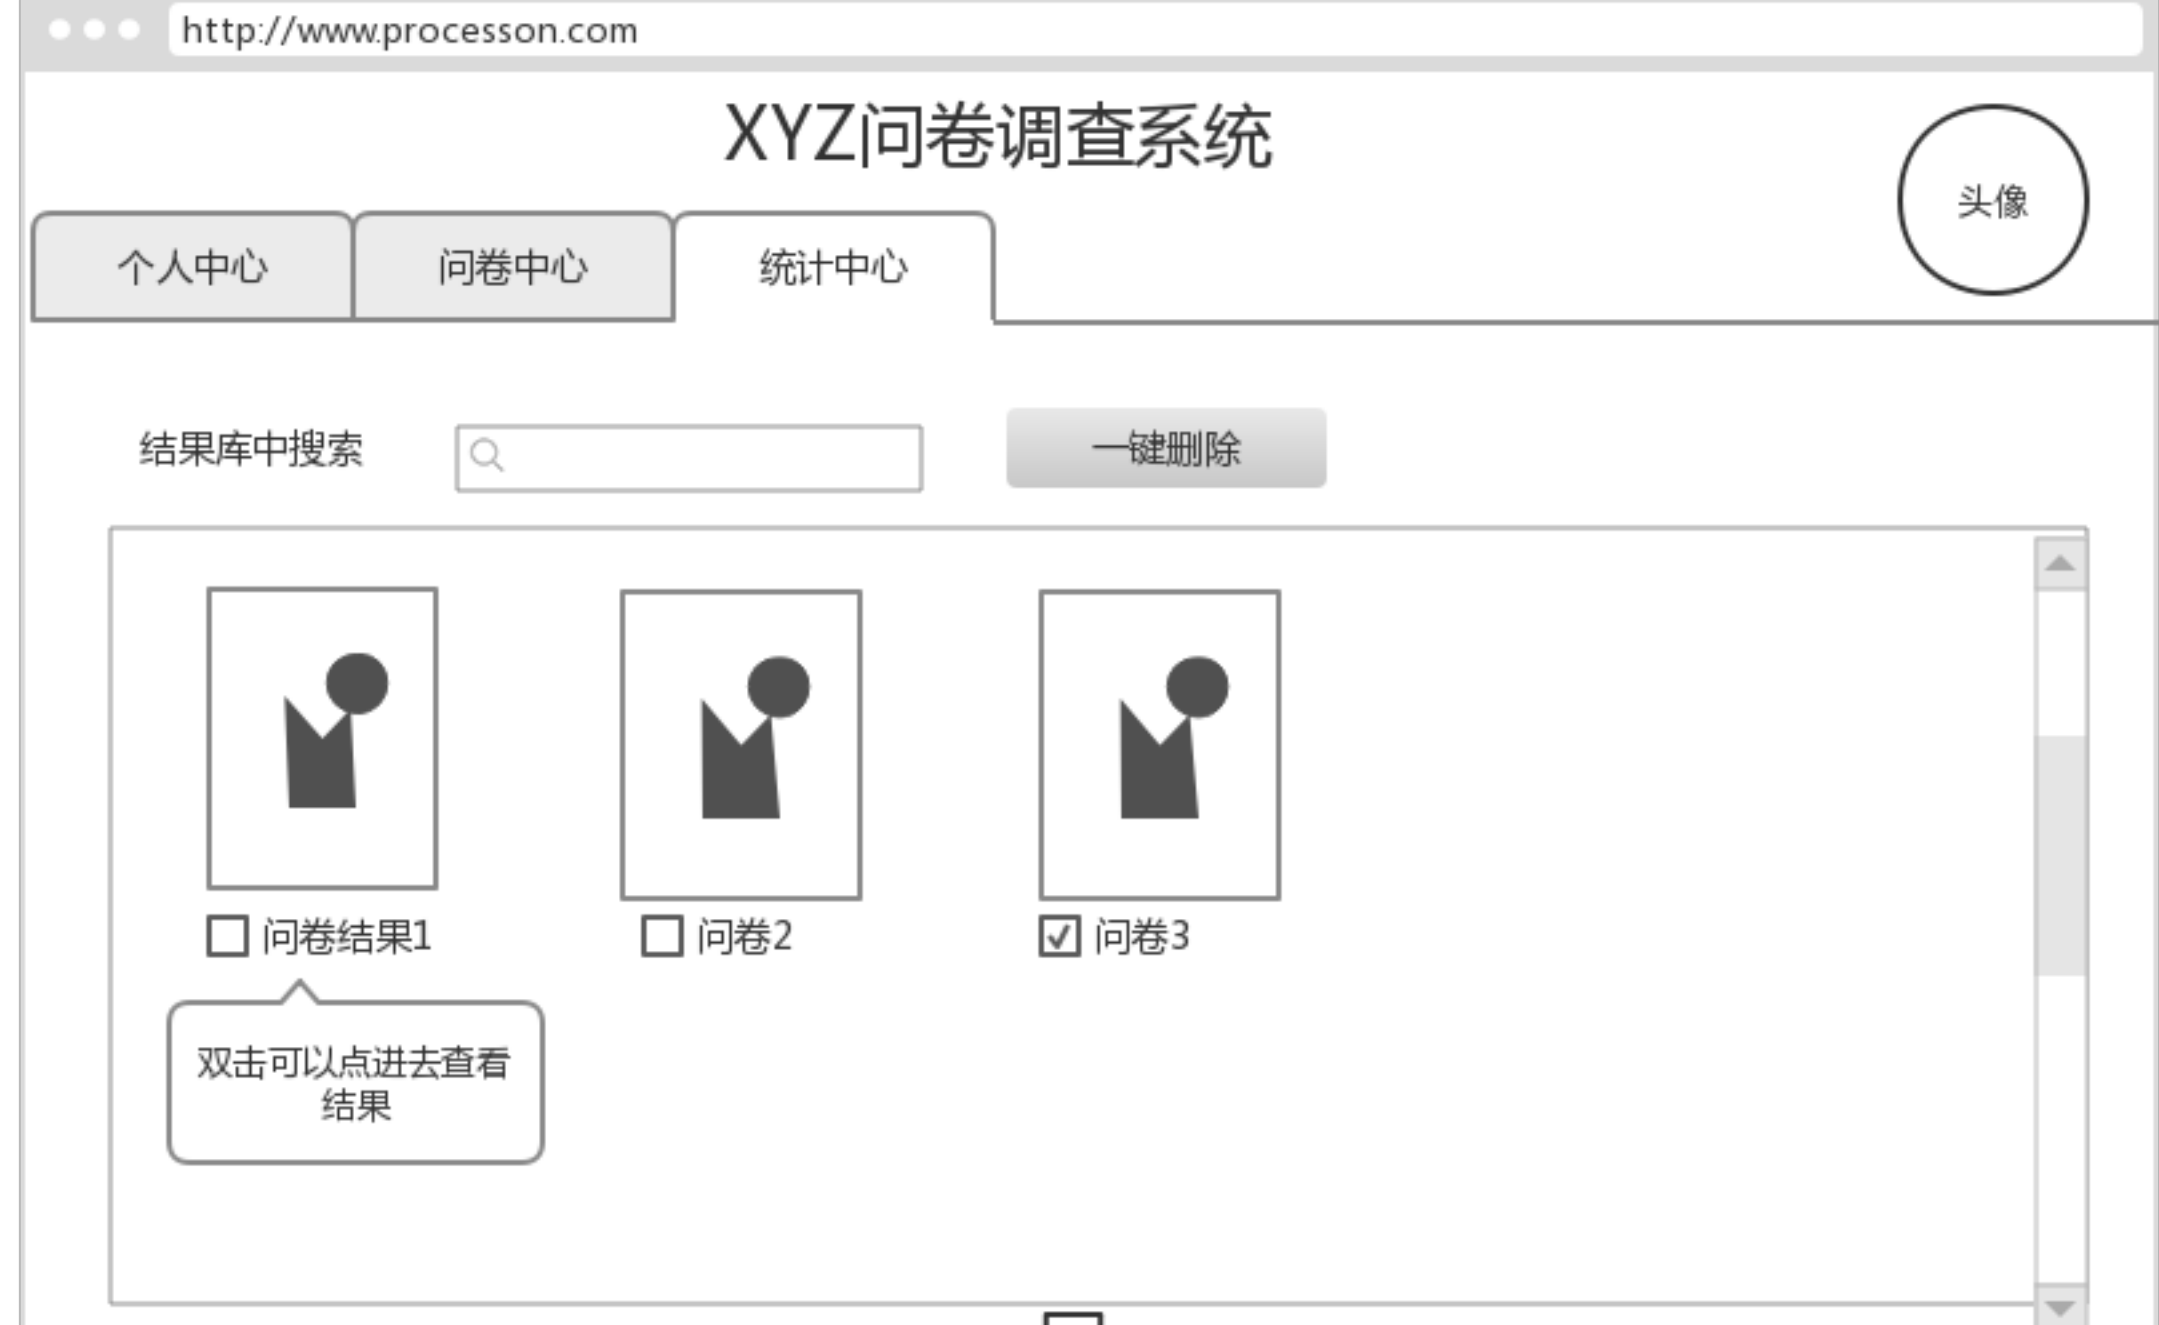 http://www.processon.com
XYZ问卷调查系统
头像
个人中心
问卷中心
统计中心
结果库中搜索
一键删除
问卷结果1
问卷2
问卷3
双击可以点进去查看
结果